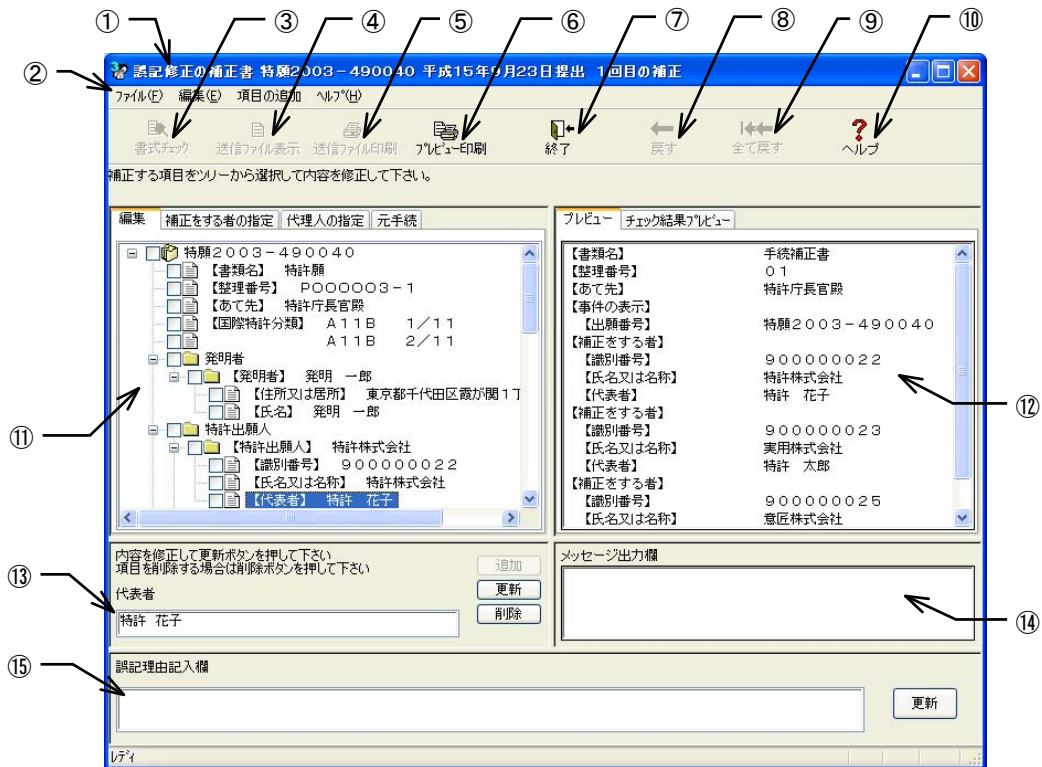 ① ③ ④ ⑤ ⑥ ⑦ ⑧ ⑨ ⑩
誤記修正の補正書 特願2003-490040 平成15年9月23日提出 1回目の補正
②
ファイル(F) 編集(E) 項目の追加 ヘルプ(H)
書式チェック 送信ファイル表示 送信ファイル印刷 プレビュー印刷 終了 戻す 全て戻す ヘルプ
補正する項目をツリーから選択して内容を修正して下さい。
編集 補正をする者の指定 代理人の指定 元手続
特願2003-490040
【書類名】 特許願
【整理番号】 P000003-1
【あて先】 特許庁長官殿
【国際特許分類】 A11B 1/11
A11B 2/11
発明者
【発明者】 発明 一郎
【住所又は居所】 東京都千代田区霞が関1丁
【氏名】 発明 一郎
特許出願人
【特許出願人】 特許株式会社
【識別番号】 900000022
【氏名又は名称】 特許株式会社
【代表者】 特許 花子
⑪
プレビュー チェック結果プレビュー
【書類名】 手続補正書
【整理番号】 01
【あて先】 特許庁長官殿
【事件の表示】
【出願番号】 特願2003-490040
【補正をする者】
【識別番号】 900000022
【氏名又は名称】 特許株式会社
【代表者】 特許 花子
【補正をする者】
【識別番号】 900000023
【氏名又は名称】 実用株式会社
【代表者】 特許 太郎
【補正をする者】
【識別番号】 900000025
【氏名又は名称】 意匠株式会社
⑫
内容を修正して更新ボタンを押して下さい
項目を削除する場合は削除ボタンを押して下さい
追加
更新
削除
⑬
代表者
特許 花子
メッセージ出力欄
⑭
⑮
誤記理由記入欄
更新
レディ